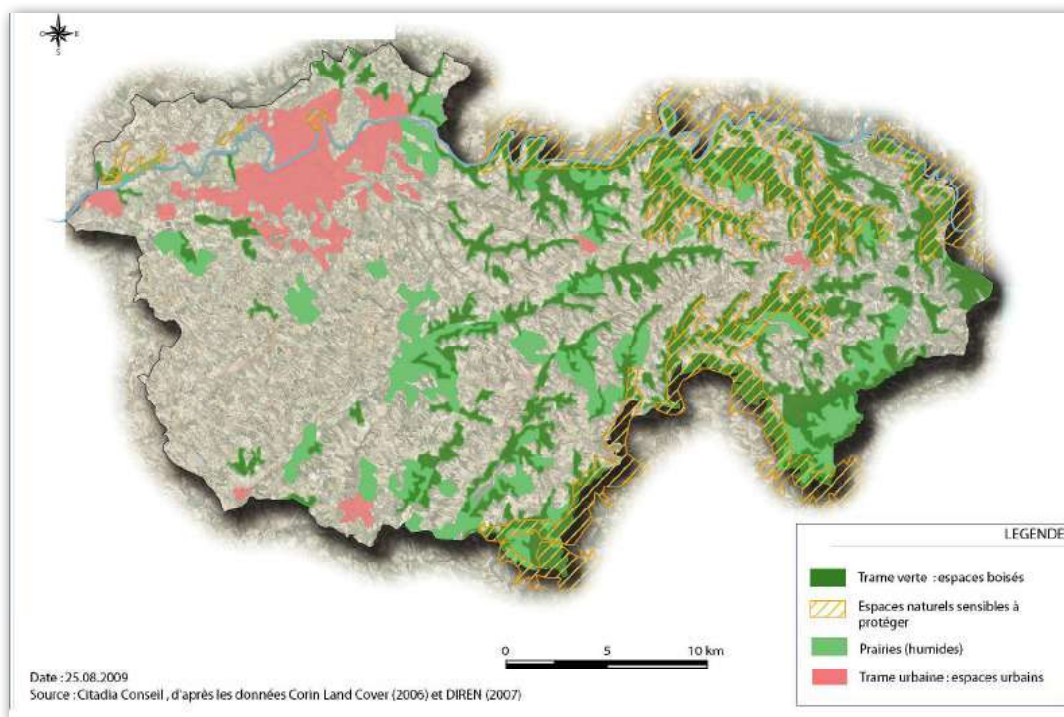 S
LEGENDE
Trame verte : espaces boisés
Espaces naturels sensibles à
protéger
Prairies (humides)
Trame urbaine : espaces urbains
0 5 10 km
Date : 25.08.2009
Source : Citadia Conseil , d'après les données Corin Land Cover (2006) et DIREN (2007)